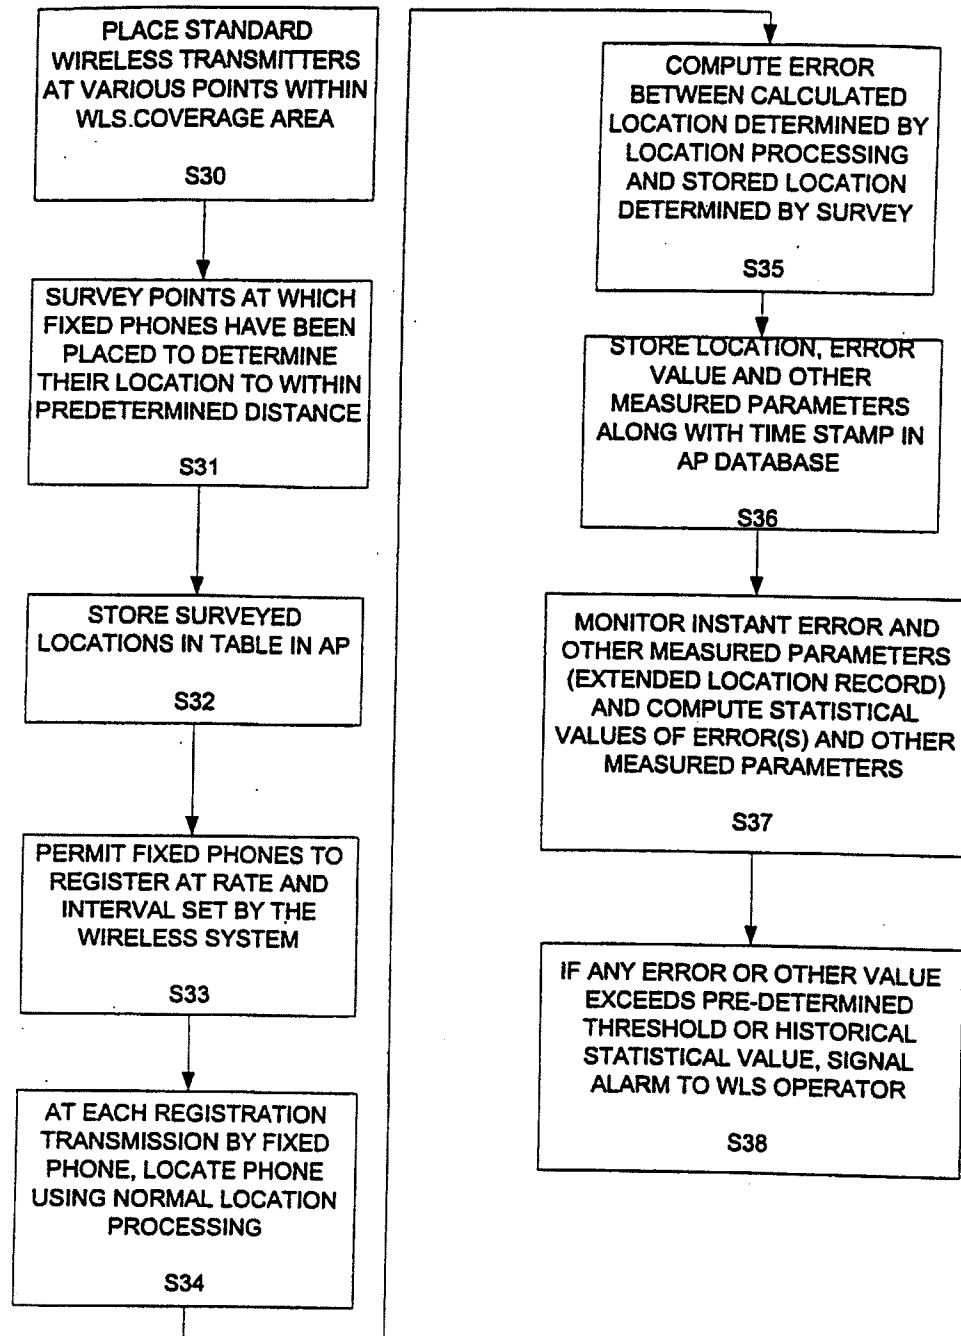 PLACE STANDARD
WIRELESS TRANSMITTERS
AT VARIOUS POINTS WITHIN
WLS.COVERAGE AREA
S30
SURVEY POINTS AT WHICH
FIXED PHONES HAVE BEEN
PLACED TO DETERMINE
THEIR LOCATION TO WITHIN
PREDETERMINED DISTANCE
S31
STORE SURVEYED
LOCATIONS IN TABLE IN AP
S32
PERMIT FIXED PHONES TO
REGISTER AT RATE AND
INTERVAL SET BY THE
WIRELESS SYSTEM
S33
AT EACH REGISTRATION
TRANSMISSION BY FIXED
PHONE, LOCATE PHONE
USING NORMAL LOCATION
PROCESSING
S34
COMPUTE ERROR
BETWEEN CALCULATED
LOCATION DETERMINED BY
LOCATION PROCESSING
AND STORED LOCATION
DETERMINED BY SURVEY
S35
STORE LOCATION, ERROR
VALUE AND OTHER
MEASURED PARAMETERS
ALONG WITH TIME STAMP IN
AP DATABASE
S36
MONITOR INSTANT ERROR AND
OTHER MEASURED PARAMETERS
(EXTENDED LOCATION RECORD)
AND COMPUTE STATISTICAL
VALUES OF ERROR(S) AND OTHER
MEASURED PARAMETERS
S37
IF ANY ERROR OR OTHER VALUE
EXCEEDS PRE-DETERMINED
THRESHOLD OR HISTORICAL
STATISTICAL VALUE, SIGNAL
ALARM TO WLS OPERATOR
S38